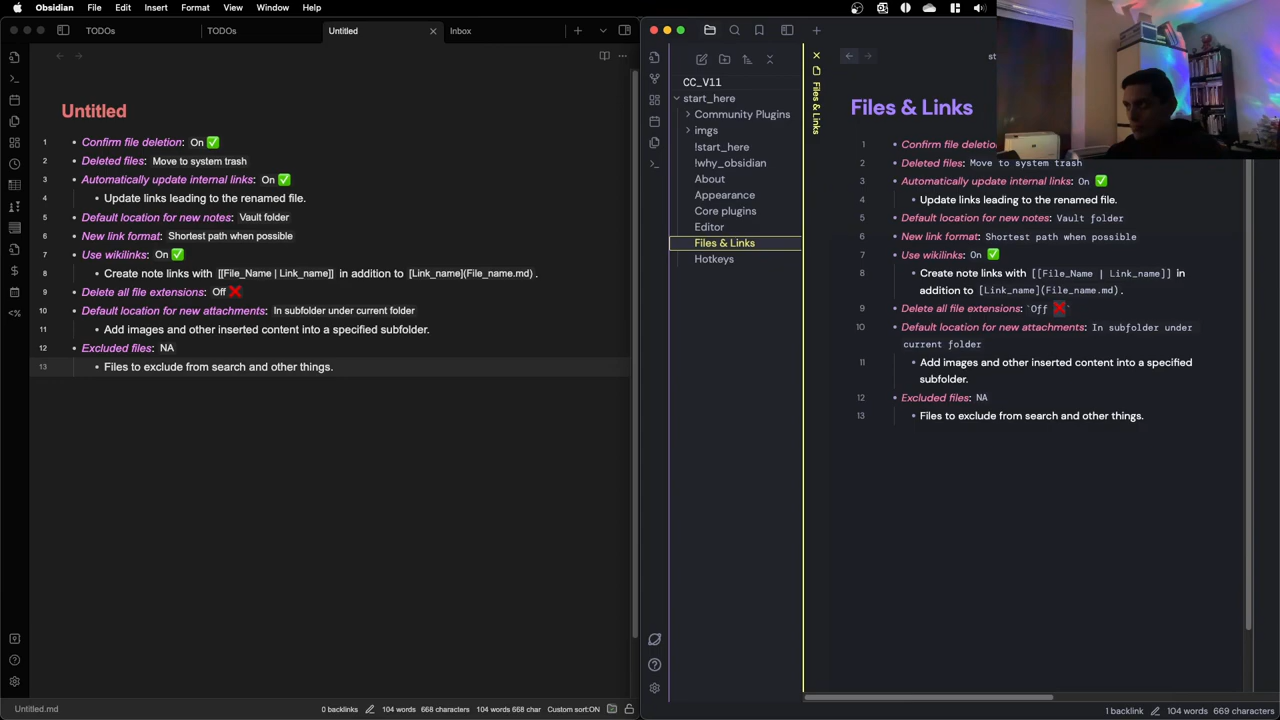 Obsidian File Edit Insert Format View Window Help
TODOs TODOs Untitled Inbox
Untitled
1 Confirm file deletion: On ✅
2 Deleted files: Move to system trash
3 Automatically update internal links: On ✅
4 Update links leading to the renamed file.
5 Default location for new notes: Vault folder
6 New link format: Shortest path when possible
7 Use wikilinks: On ✅
8 Create note links with [[File_Name | Link_name]] in addition to [Link_name](File_name.md).
9 Delete all file extensions: Off ❌
10 Default location for new attachments: In subfolder under current folder
11 Add images and other inserted content into a specified subfolder.
12 Excluded files: NA
13 Files to exclude from search and other things.
Untitled.md
0 backlinks 104 words 668 characters 104 words 668 char Custom sort:ON
CC_V11
start_here
Community Plugins
imgs
!start_here
!why_obsidian
About
Appearance
Core plugins
Editor
Files & Links
Hotkeys
Files & Links
st
Files & Links
1 Confirm file deletio
2 Deleted files: Move to system trash
3 Automatically update internal links: On ✅
4 Update links leading to the renamed file.
5 Default location for new notes: Vault folder
6 New link format: Shortest path when possible
7 Use wikilinks: On ✅
8 Create note links with [[File_Name | Link_name]] in
addition to [Link_name](File_name.md).
9 Delete all file extensions: `Off ❌`
10 Default location for new attachments: In subfolder under
current folder
11 Add images and other inserted content into a specified
subfolder.
12 Excluded files: NA
13 Files to exclude from search and other things.
1 backlink 104 words 669 characters